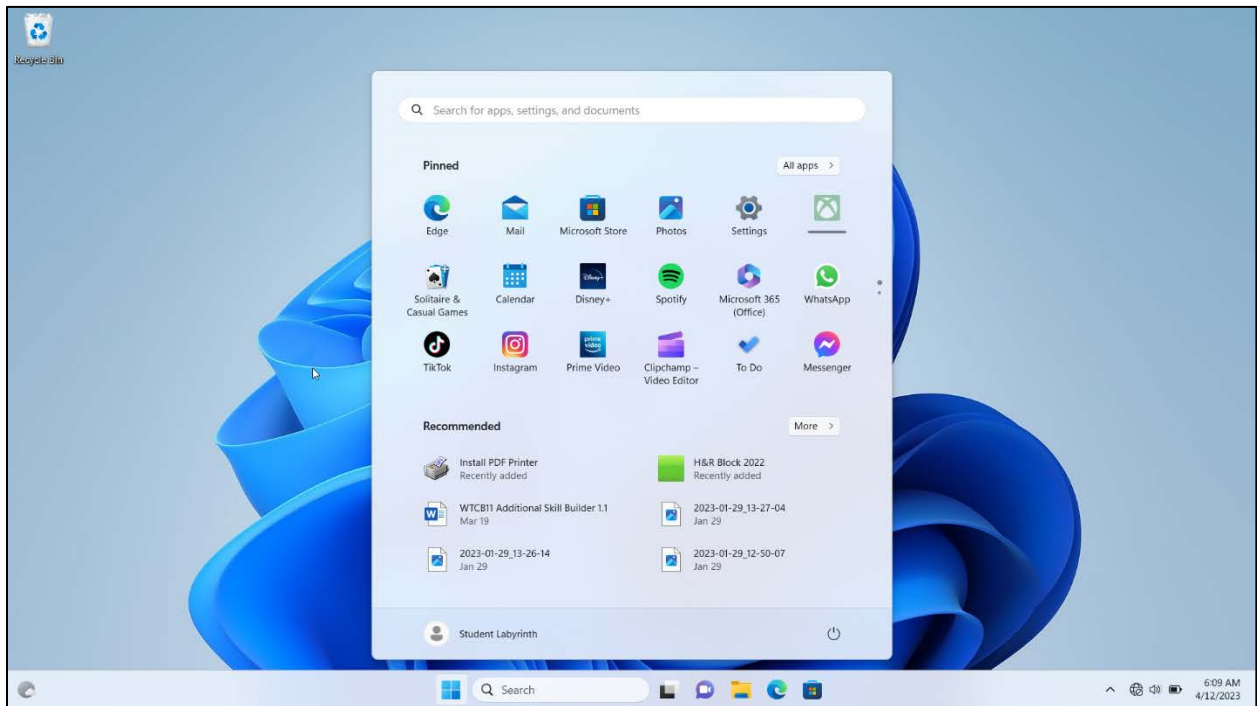 Recycle Bin
Search for apps, settings, and documents
Pinned
All apps >
Edge
Mail
Microsoft Store
Photos
Settings
Solitaire &
Casual Games
Calendar
Disney+
Disney+
Spotify
Microsoft 365
(Office)
WhatsApp
prime
video
TikTok
Instagram
Prime Video
Clipchamp –
Video Editor
To Do
Messenger
Recommended
More >
Install PDF Printer
Recently added
H&R Block 2022
Recently added
W
WTCB11 Additional Skill Builder 1.1
Mar 19
2023-01-29_13-27-04
Jan 29
2023-01-29_13-26-14
Jan 29
2023-01-29_12-50-07
Jan 29
Student Labyrinth
Search
6:09 AM
4/12/2023